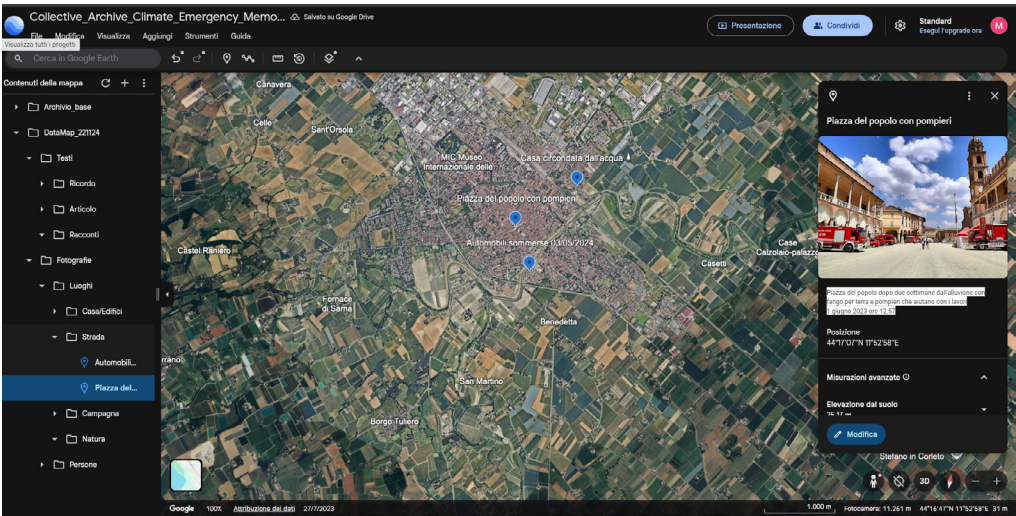 Collective_Archive_Climate_Emergency_Memo...
Salvato su Google Drive
File Modifica Visualizza Aggiungi Strumenti Guida
Visualizza tutti i progetti
Presentazione
Condividi
Standard
Esegui l'upgrade ora
M
Cerca in Google Earth
Contenuti della mappa
Archivio_base
DataMap_221124
Testi
Ricordo
Articolo
Racconti
Fotografie
Luoghi
Casa/Edifici
Strada
Automobili...
Piazza del...
Campagna
Natura
Persone
Canavera
Celle
Sant'Orsola
MIC Museo
Internazionale delle...
Casa circondata dall'acqua
Piazza del popolo con pompieri
Automobili sommerse 03/05/2024
Castel Raniero
Case
Calzolaio-palazzo
Casetti
Fornace
di Sarna
Benedetta
rrano
San Martino
Borgo Tuliero
Stefano in Corleto
Piazza del popolo con pompieri
Piazza del popolo dopo due settimane dall'alluvione con
fango per terra e pompieri che aiutano con i lavori
1 giugno 2023 ore 12.57
Posizione
44°17'07"N 11°52'58"E
Misurazioni avanzate
Elevazione dal suolo
35,17 m
Modifica
3D
Google 100% Attribuzione dei dati 27/7/2023
1.000 m
Fotocamera: 11.261 m 44°16'47"N 11°52'58"E 31 m